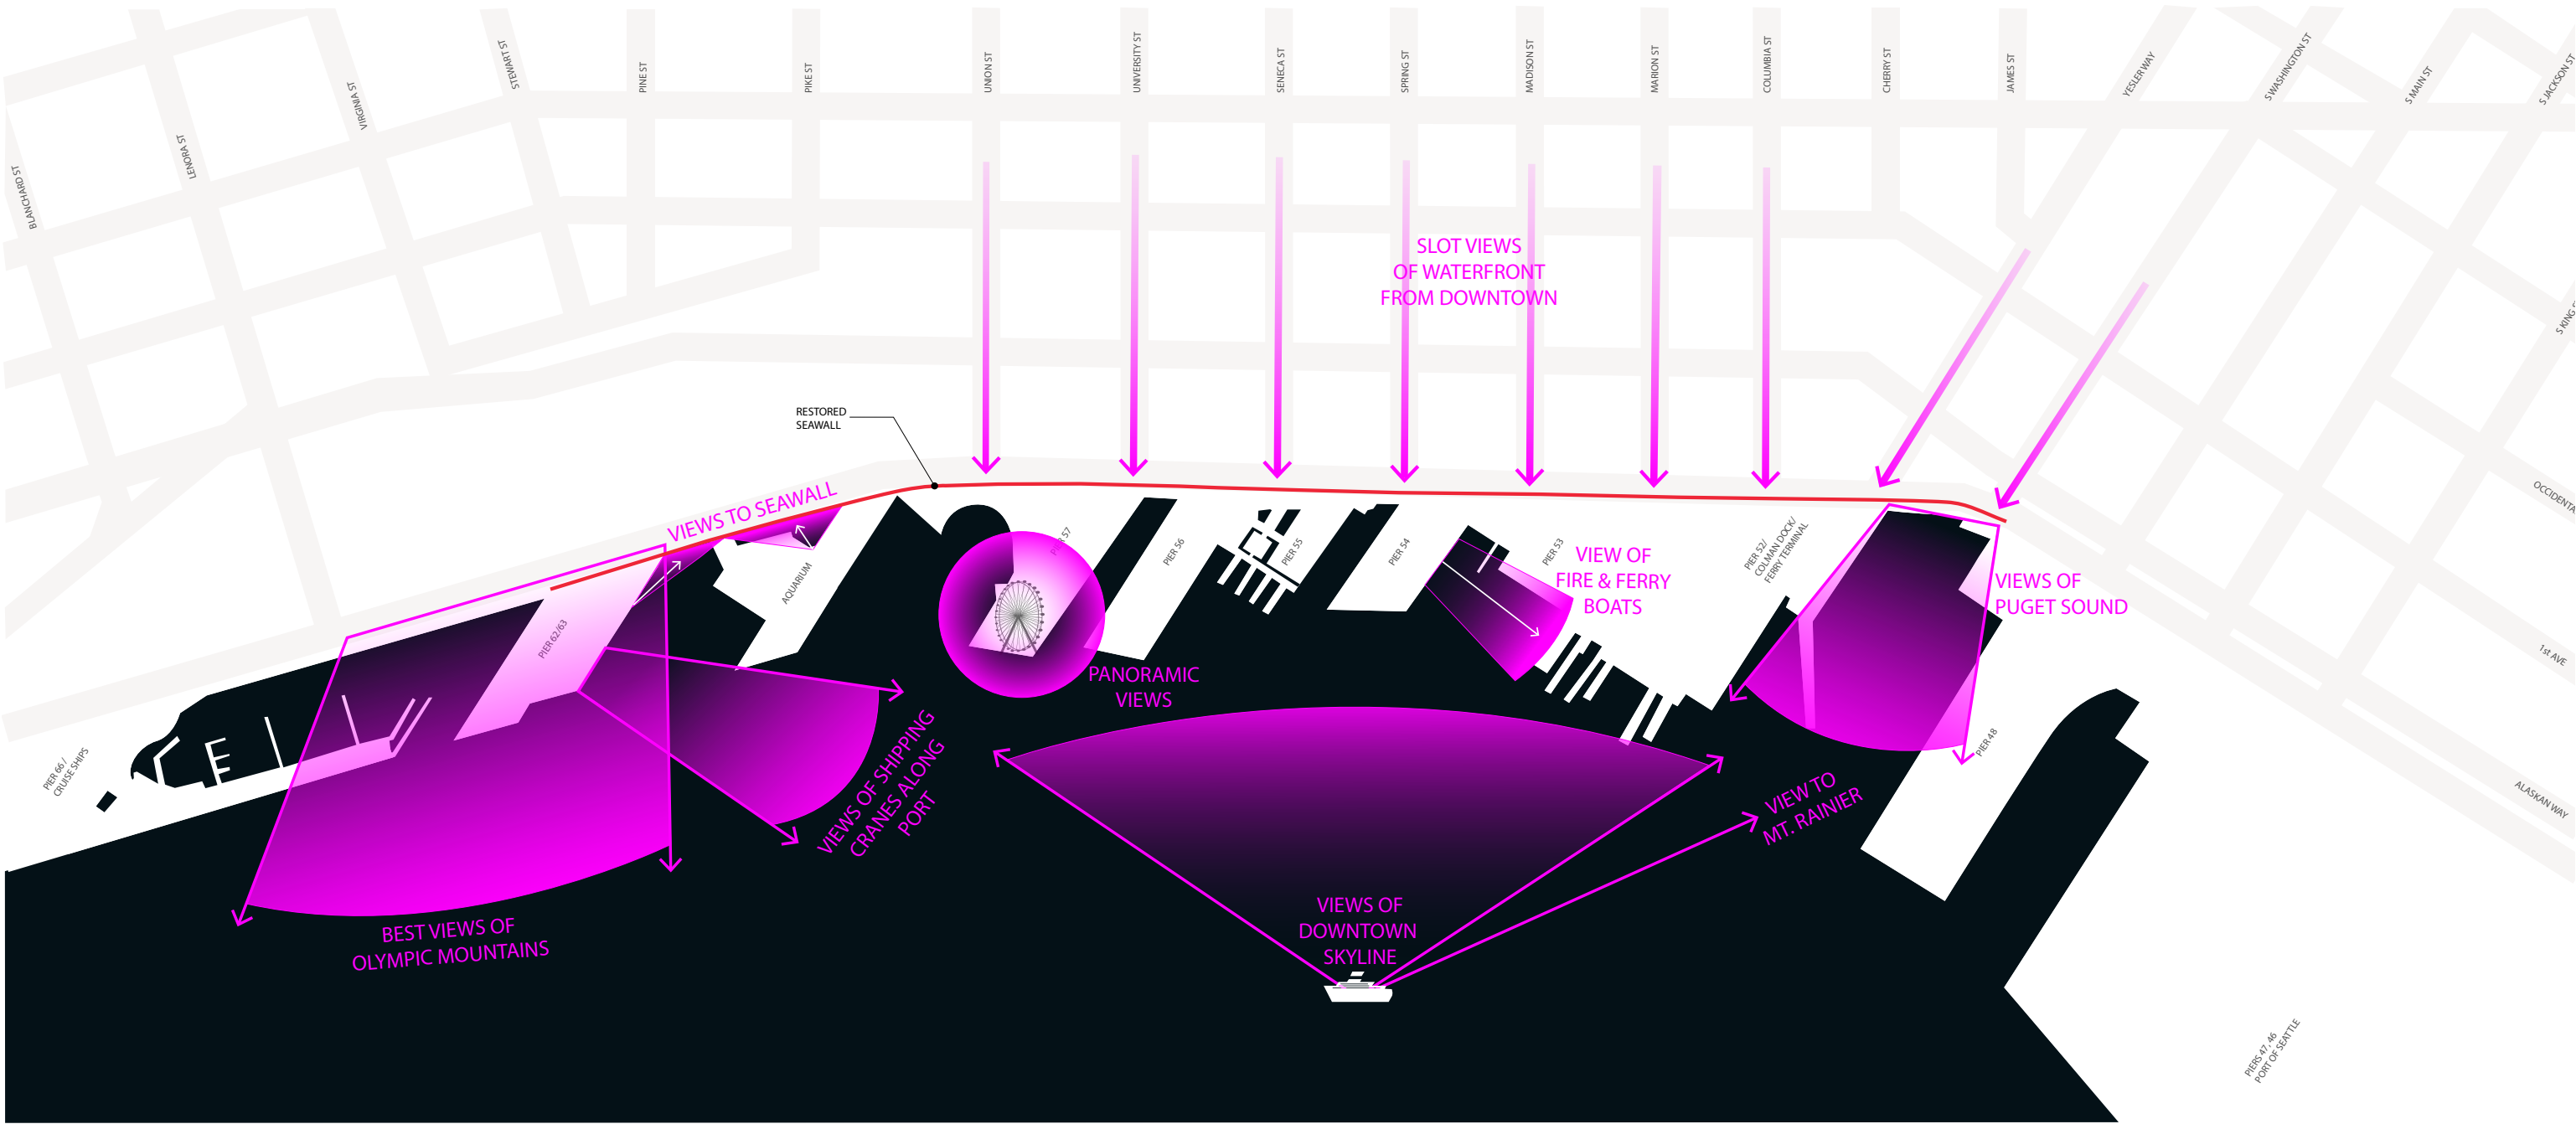 BLANCHARD ST
LENORA ST
VIRGINIA ST
STEWART ST
PINE ST
PIKE ST
UNION ST
UNIVERSITY ST
SENECA ST
SPRING ST
MADISON ST
MARION ST
COLUMBIA ST
CHERRY ST
JAMES ST
YESLER WAY
S WASHINGTON ST
S MAIN ST
S JACKSON ST
S KING
SLOT VIEWS
OF WATERFRONT
FROM DOWNTOWN
RESTORED
SEAWALL
VIEWS TO SEAWALL
OCCIDENTA
1st AVE
ALASKAN WAY
PIER 66 /
CRUISE SHIPS
PIER 62/63
AQUARIUM
57
PIER 56
PIER 55
PIER 54
PIER 53
PIER 52/
COLMAN DOCK/
FERRY TERMINAL
PIER 48
PIERS 47, 46
PORT OF SEATTLE
VIEW OF
FIRE & FERRY
BOATS
VIEWS OF
PUGET SOUND
PANORAMIC
VIEWS
VIEWS OF SHIPPING
CRANES ALONG
PORT
VIEW TO
MT. RAINIER
BEST VIEWS OF
OLYMPIC MOUNTAINS
VIEWS OF
DOWNTOWN
SKYLINE